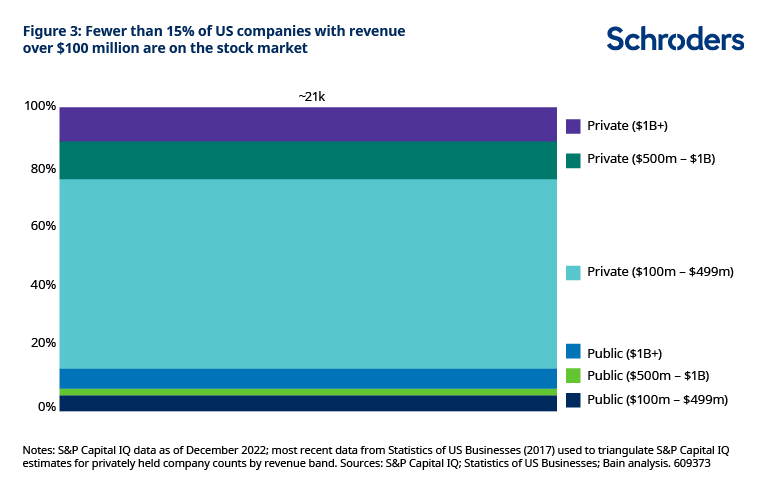 Figure 3: Fewer than 15% of US companies with revenue
over $100 million are on the stock market
Schroders
~21k
100%
80%
60%
40%
20%
0%
Private ($1B+)
Private ($500m – $1B)
Private ($100m – $499m)
Public ($1B+)
Public ($500m – $1B)
Public ($100m – $499m)
Notes: S&P Capital IQ data as of December 2022; most recent data from Statistics of US Businesses (2017) used to triangulate S&P Capital IQ
estimates for privately held company counts by revenue band. Sources: S&P Capital IQ; Statistics of US Businesses; Bain analysis. 609373